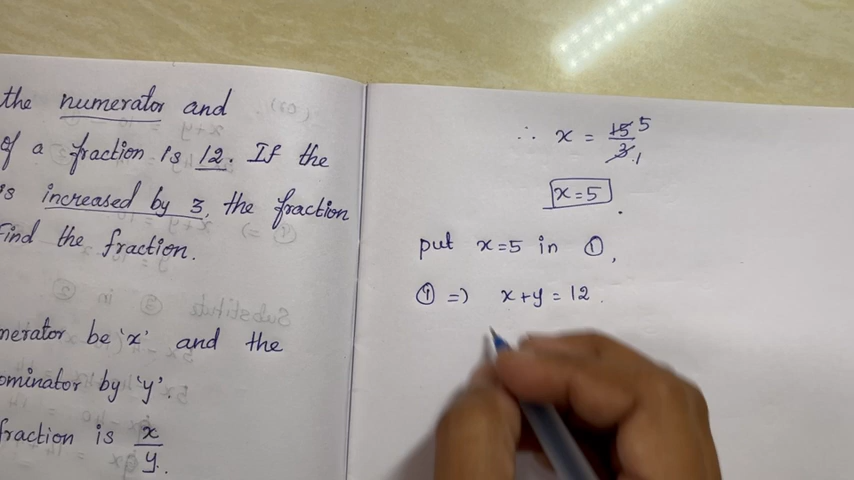 the numerator and
of a fraction is 12. If the
is increased by 3, the fraction
Find the fraction.
merator be 'x' and the
ominator by 'y'.
fraction is x/y.
∴ x = 15/3 5/1
x=5.
put x=5 in ①,
① => x+y=12.